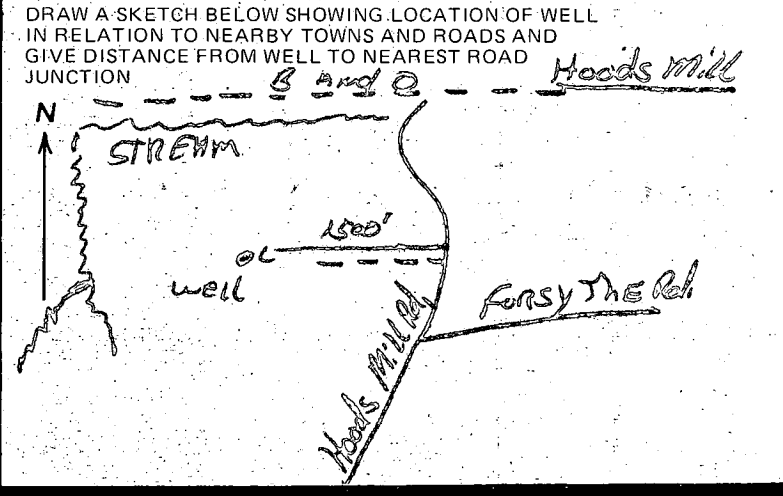 DRAW A SKETCH BELOW SHOWING LOCATION OF WELL
IN RELATION TO NEARBY TOWNS AND ROADS AND
GIVE DISTANCE FROM WELL TO NEAREST ROAD
JUNCTION
B and O
Hoods Mill
N
STREAM
1500'
well
Forsythe Rd.
Hoods Mill Rd.